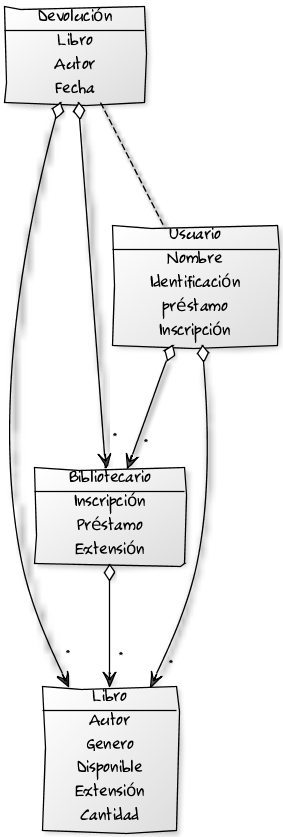 Devolución
Libro
Autor
Fecha
Usuario
Nombre
Identificación
préstamo
Inscripción
*
*
Bibliotecario
Inscripción
Préstamo
Extensión
*
*
*
Libro
Autor
Genero
Disponible
Extensión
Cantidad